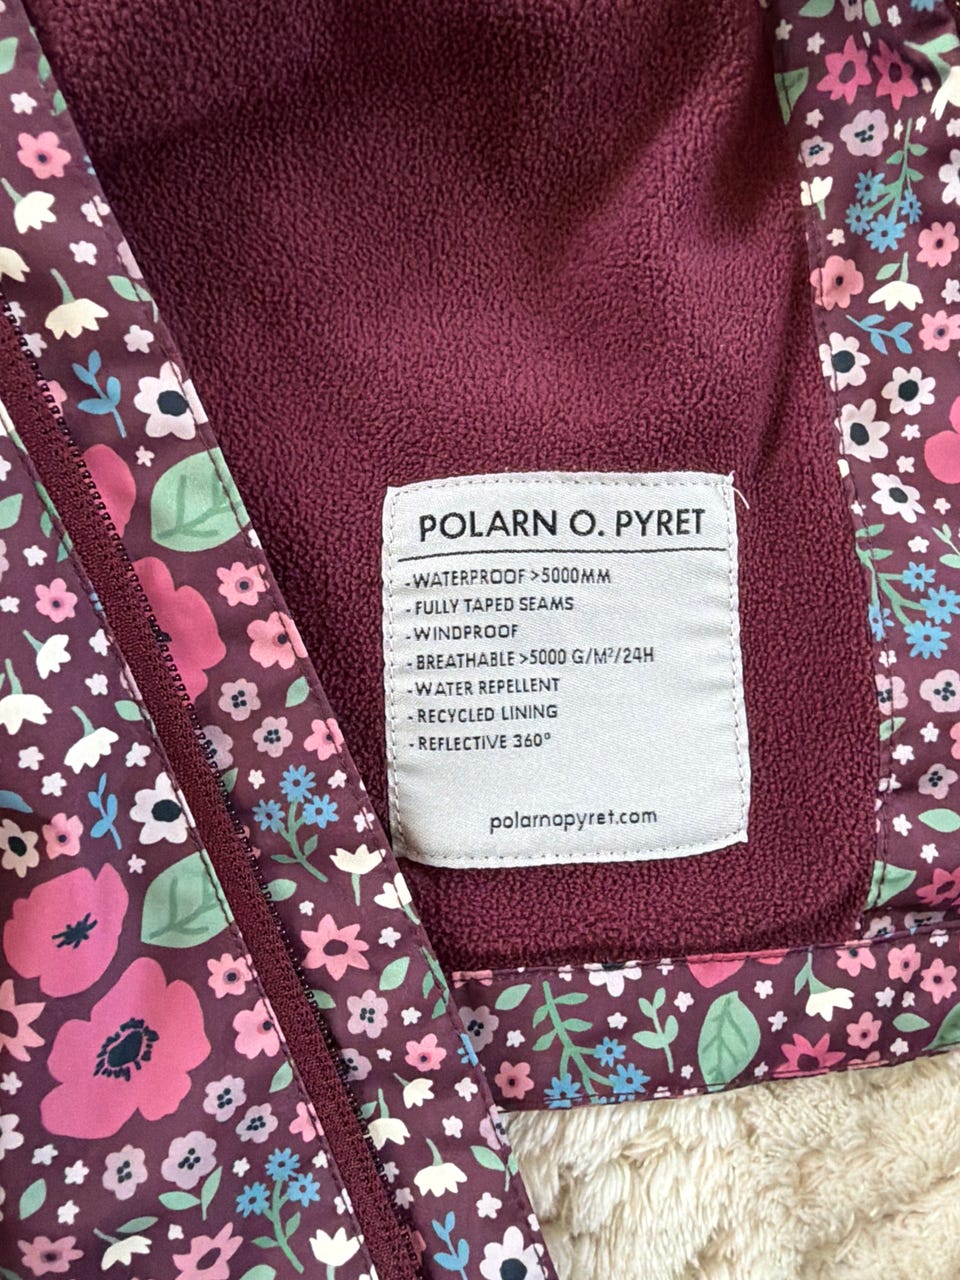 POLARN O. PYRET
-WATERPROOF >5000MM
-FULLY TAPED SEAMS
-WINDPROOF
-BREATHABLE >5000 G/M²/24H
-WATER REPELLENT
-RECYCLED LINING
-REFLECTIVE 360°
polarnopyret.com